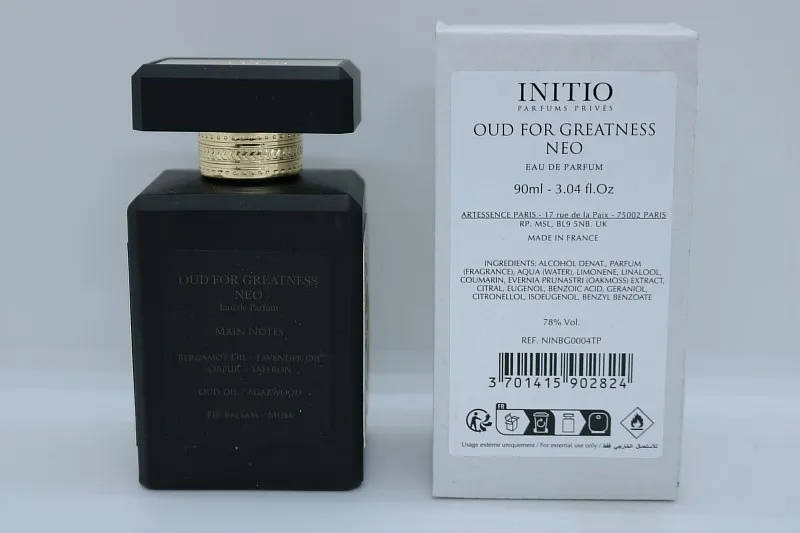 OUD FOR GREATNESS
NEO
Eau de Parfum
MAIN NOTES
BERGAMOT OIL - LAVENDER OIL
ORPUR - SAFFRON
OUD OIL - AGARWOOD
FIR BALSAM - MUSK
INITIO
PARFUMS PRIVÉS
OUD FOR GREATNESS
NEO
EAU DE PARFUM
90ml - 3.04 fl.Oz
ARTESSENCE PARIS - 17 rue de la Paix - 75002 PARIS
RP. MSL, BL9 5NB. UK
MADE IN FRANCE
INGREDIENTS: ALCOHOL DENAT., PARFUM
(FRAGRANCE), AQUA (WATER), LIMONENE, LINALOOL,
COUMARIN, EVERNIA PRUNASTRI (OAKMOSS) EXTRACT,
CITRAL, EUGENOL, BENZOIC ACID, GERANIOL,
CITRONELLOL, ISOEUGENOL, BENZYL BENZOATE
78% Vol.
REF. NINBG0004TP
3 701415 902824
FR
Usage externe uniquement / For external use only / للاستعمال الخارجي فقط